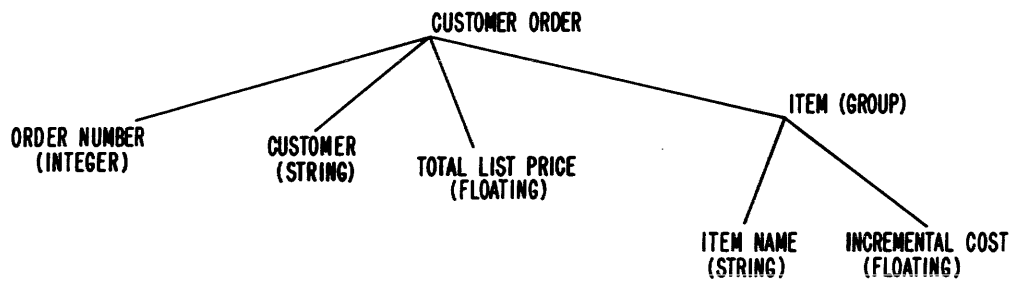 CUSTOMER ORDER
ITEM (GROUP)
ORDER NUMBER
(INTEGER)
CUSTOMER
(STRING)
TOTAL LIST PRICE
(FLOATING)
ITEM NAME
(STRING)
INCREMENTAL COST
(FLOATING)